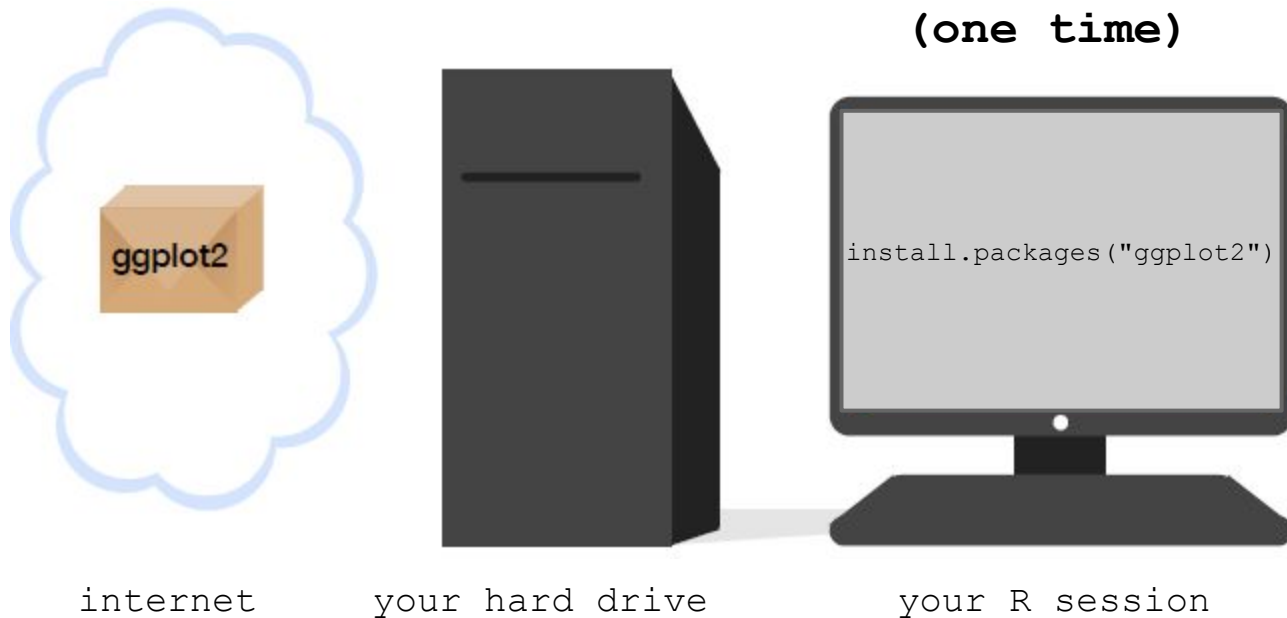 (one time)
ggplot2
install.packages("ggplot2")
internet
your hard drive
your R session